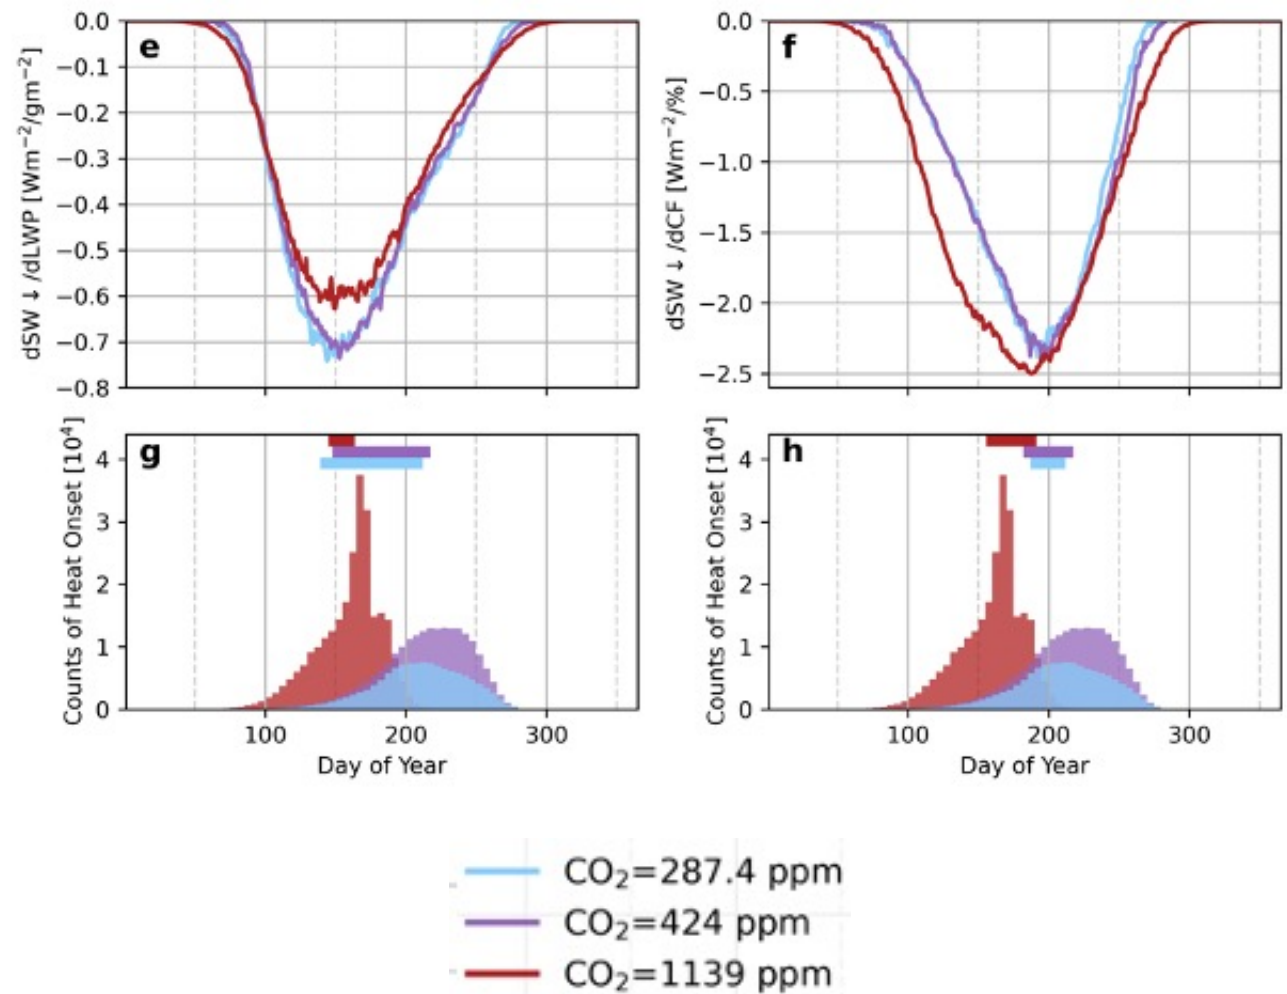 e
dSW ↓ /dLWP [Wm⁻²/gm⁻²]
0.0
−0.1
−0.2
−0.3
−0.4
−0.5
−0.6
−0.7
−0.8
f
dSW ↓ /dCF [Wm⁻²/%]
0.0
−0.5
−1.0
−1.5
−2.0
−2.5
g
Counts of Heat Onset [10⁴]
4
3
2
1
0
100 200 300
Day of Year
h
Counts of Heat Onset [10⁴]
4
3
2
1
0
100 200 300
Day of Year
CO₂=287.4 ppm
CO₂=424 ppm
CO₂=1139 ppm